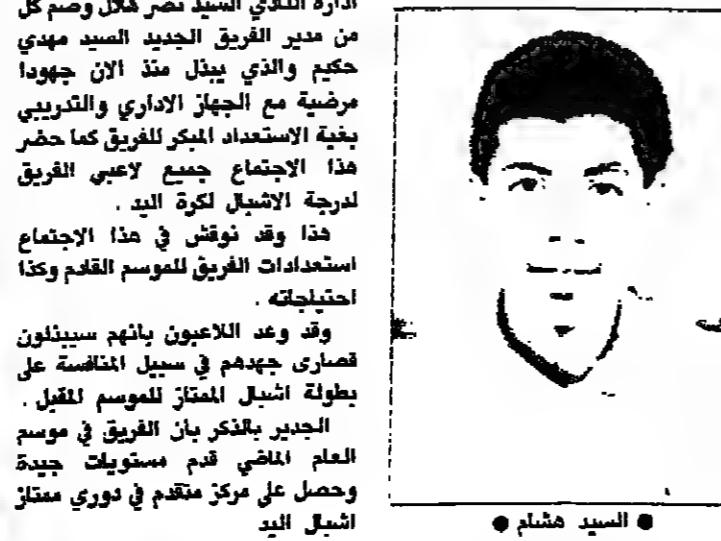 ادارة النادي السيد نصر هلال وضم كل
من مدير الفريق الجديد السيد مهدي
حكيم والذي يبذل منذ الان جهودا
مرضية مع الجهاز الاداري والتدريبي
بغية الاستعداد المبكر للفريق كما حضر
هذا الاجتماع جميع لاعبي الفريق
لدرجة الاشبال لكرة اليد .
هذا وقد نوقش في هذا الاجتماع
استعدادات الفريق للموسم القادم وكذا
احتياجاته .
وقد وعد اللاعبون بانهم سيبذلون
قصارى جهدهم في سبيل المنافسة على
بطولة اشبال الممتاز للموسم المقبل .
الجدير بالذكر بأن الفريق في موسم
العام الماضي قدم مستويات جيدة
وحصل على مركز متقدم في دوري ممتاز
اشبال اليد
● السيد هشام ●